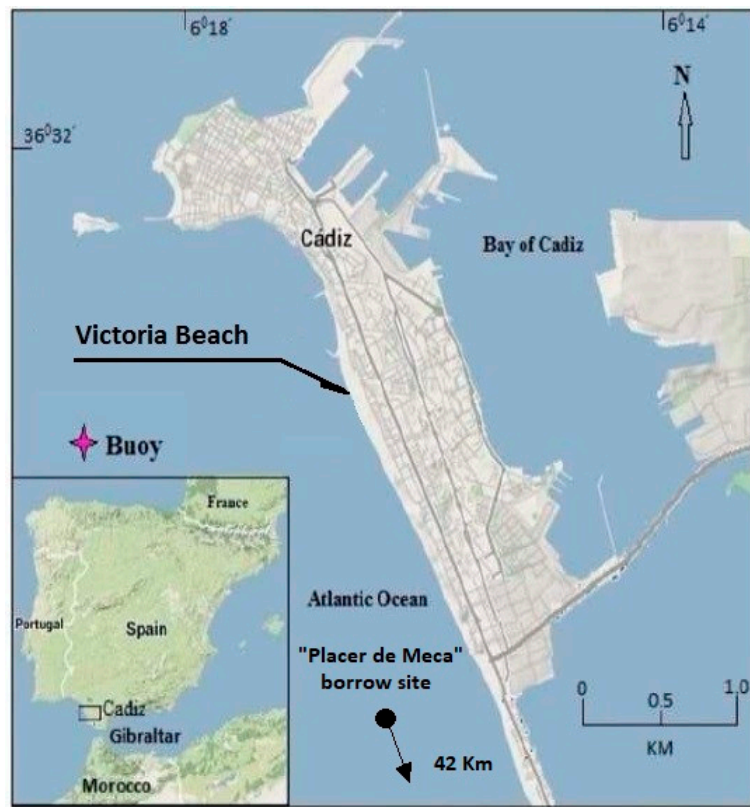 6⁰18′
6⁰14′
N
36⁰32′
Cádiz
Bay of Cadiz
Victoria Beach
Buoy
France
Atlantic Ocean
Portugal
Spain
"Placer de Meca"
borrow site
0 0.5 1.0
KM
Cadiz
Gibraltar
42 Km
Morocco